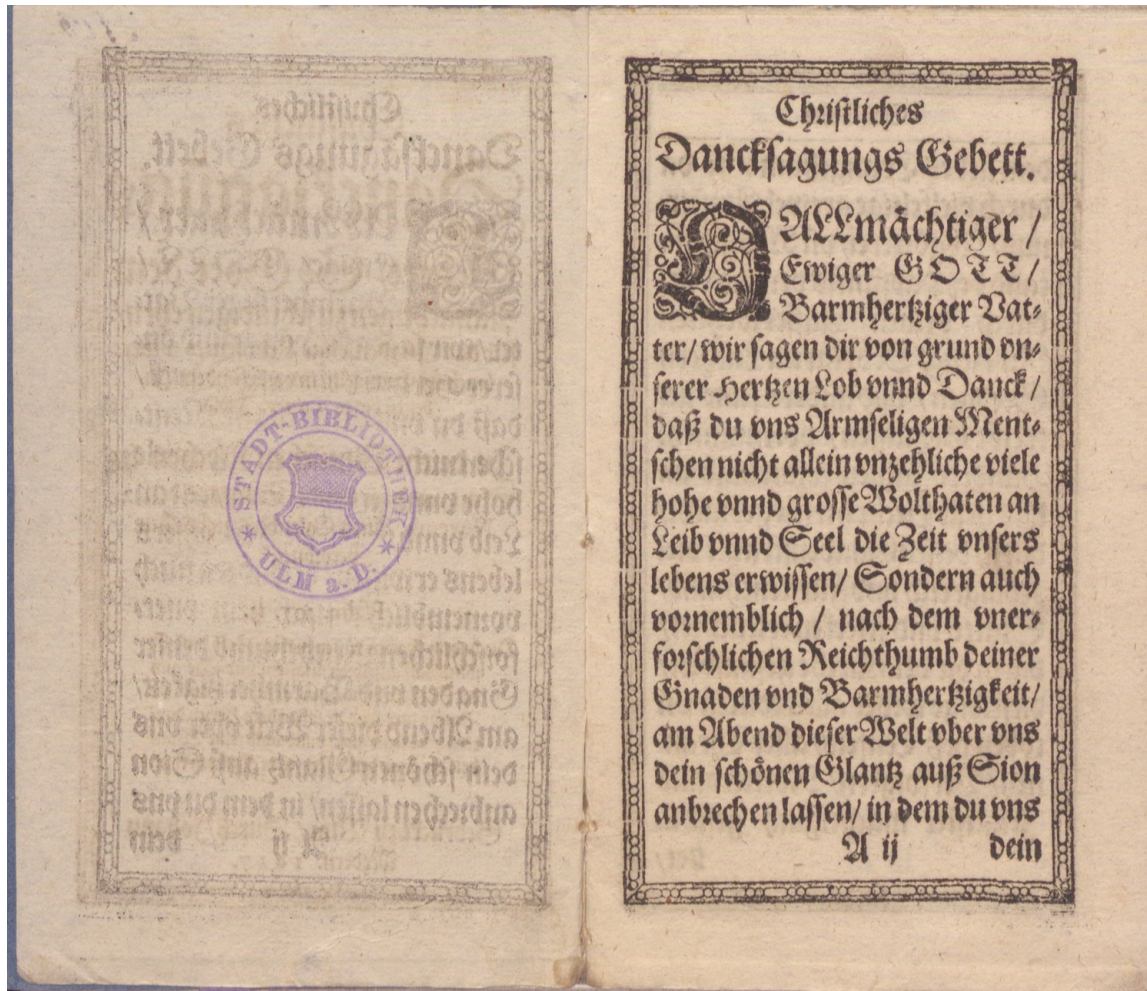 STADT-BIBLIOTHEK
* ULM a. D. *
Christliches
Dancksagungs Gebett.
O ALLmächtiger /
Ewiger GOTT /
Barmhertziger Vat-
ter / wir sagen dir von grund vn-
serer Hertzen Lob vnnd Danck /
daß du vns Armseligen Ment-
schen nicht allein vnzehliche viele
hohe vnnd grosse Wolthaten an
Leib vnnd Seel die Zeit vnsers
lebens erwissen / Sondern auch
vornemblich / nach dem vner-
forschlichen Reichthumb deiner
Gnaden vnd Barmhertzigkeit /
am Abend dieser Welt vber vns
dein schönen Glantz auß Sion
anbrechen lassen / in dem du vns
A ij dein